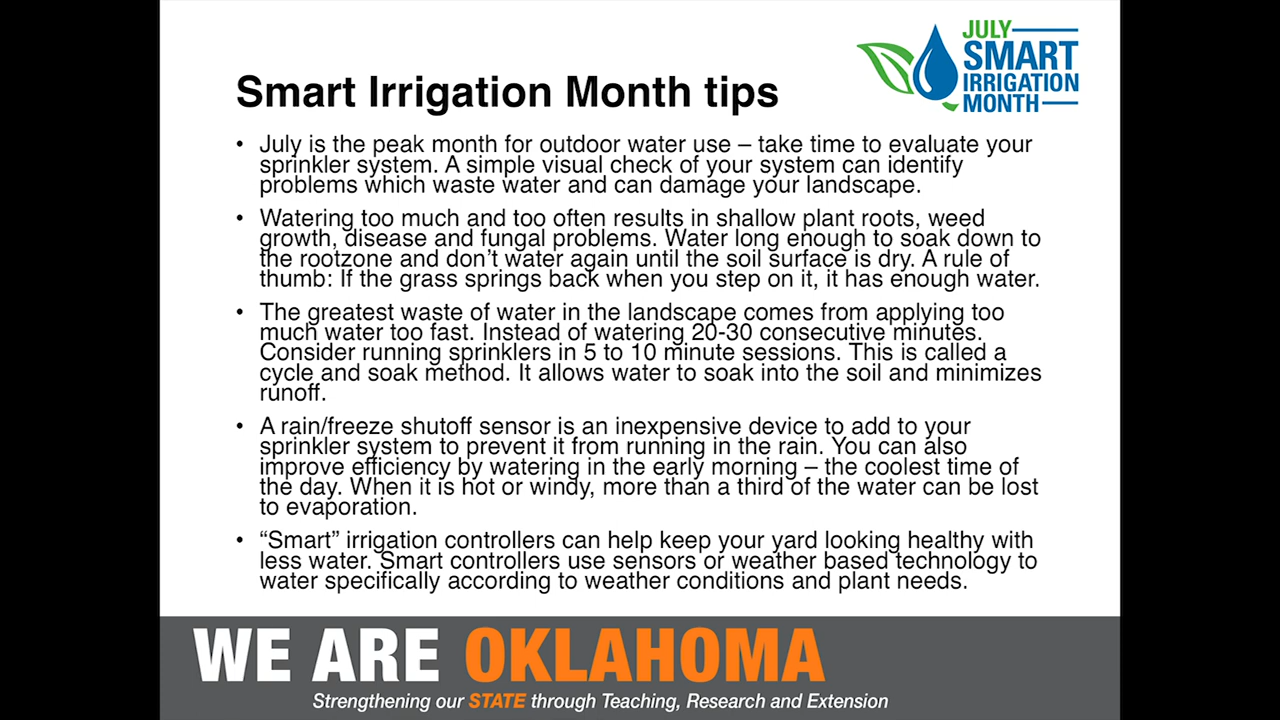 JULY
SMART
IRRIGATION
MONTH
Smart Irrigation Month tips
• July is the peak month for outdoor water use – take time to evaluate your
sprinkler system. A simple visual check of your system can identify
problems which waste water and can damage your landscape.
• Watering too much and too often results in shallow plant roots, weed
growth, disease and fungal problems. Water long enough to soak down to
the rootzone and don't water again until the soil surface is dry. A rule of
thumb: If the grass springs back when you step on it, it has enough water.
• The greatest waste of water in the landscape comes from applying too
much water too fast. Instead of watering 20-30 consecutive minutes.
Consider running sprinklers in 5 to 10 minute sessions. This is called a
cycle and soak method. It allows water to soak into the soil and minimizes
runoff.
• A rain/freeze shutoff sensor is an inexpensive device to add to your
sprinkler system to prevent it from running in the rain. You can also
improve efficiency by watering in the early morning – the coolest time of
the day. When it is hot or windy, more than a third of the water can be lost
to evaporation.
• “Smart” irrigation controllers can help keep your yard looking healthy with
less water. Smart controllers use sensors or weather based technology to
water specifically according to weather conditions and plant needs.
WE ARE OKLAHOMA
Strengthening our STATE through Teaching, Research and Extension